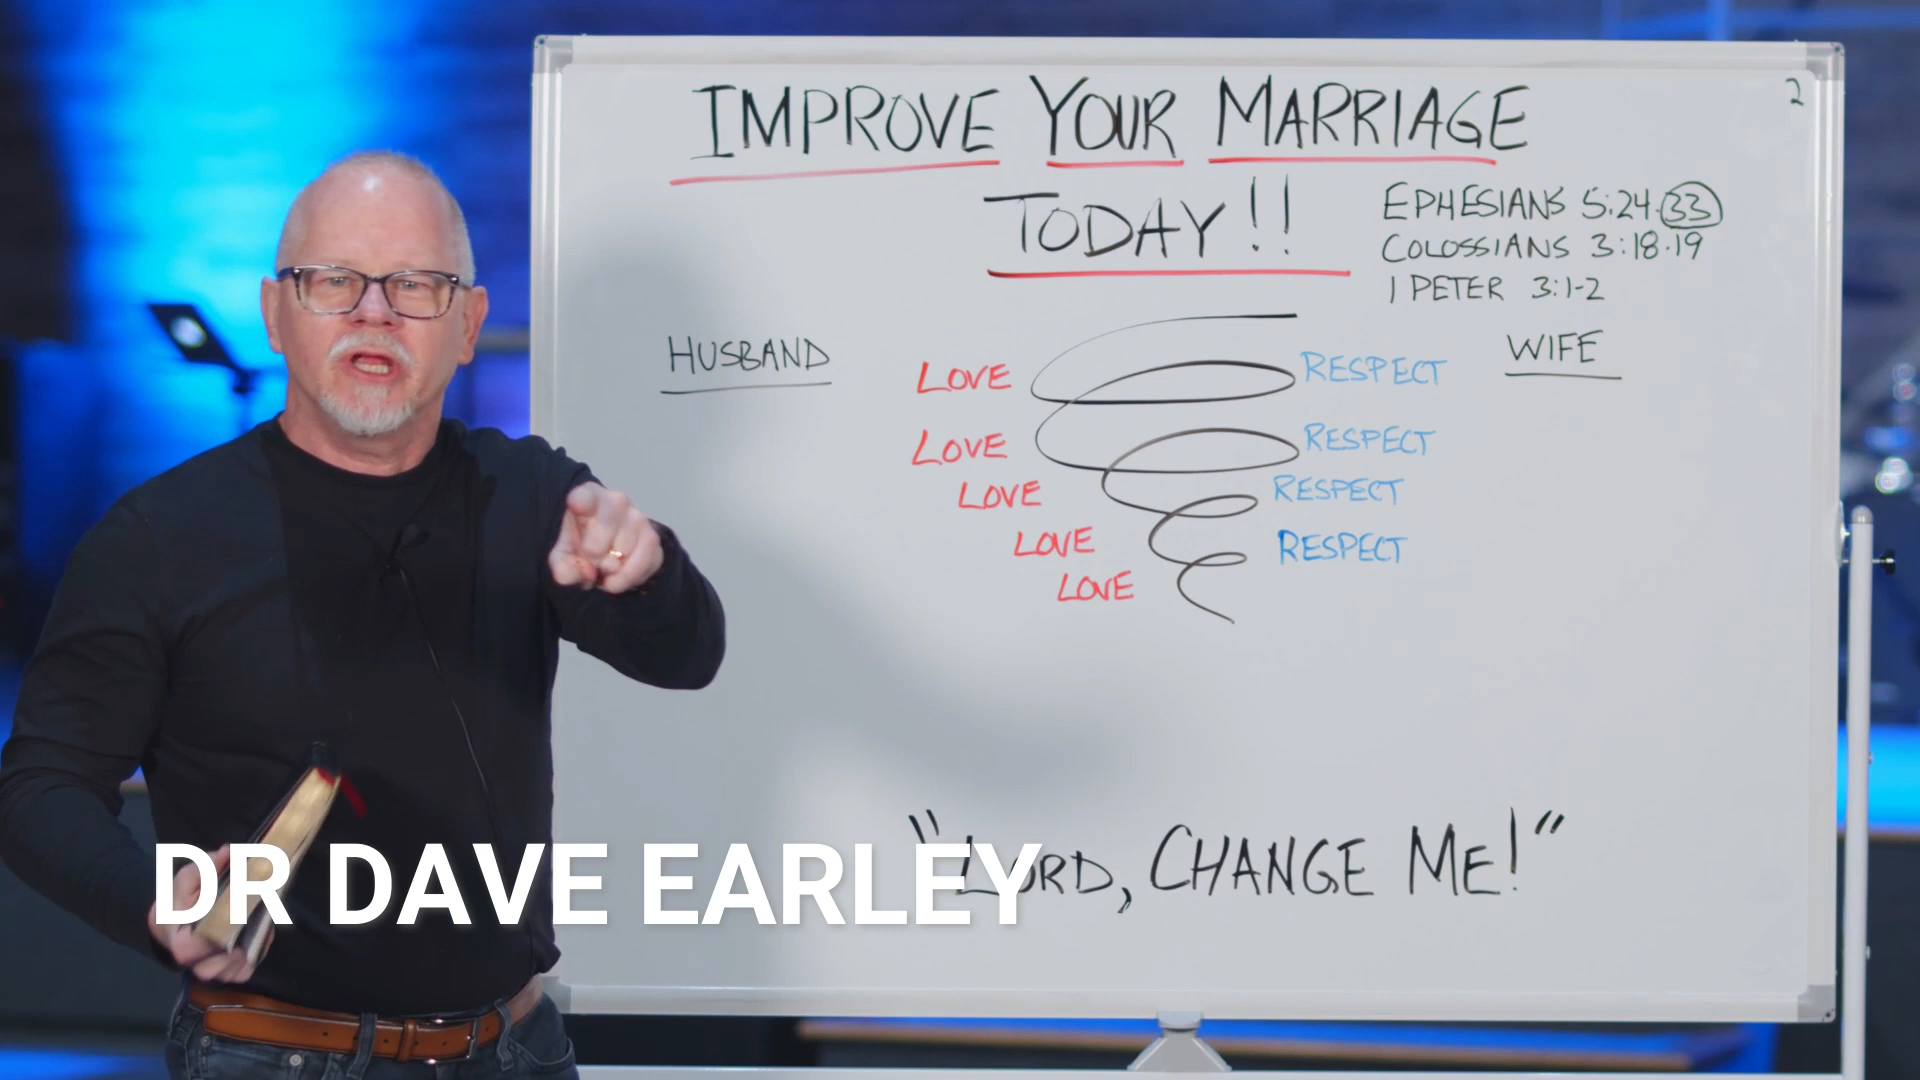 2
IMPROVE YOUR MARRIAGE
TODAY!!
EPHESIANS 5:24-33
COLOSSIANS 3:18-19
1 PETER 3:1-2
HUSBAND
WIFE
LOVE RESPECT
LOVE RESPECT
LOVE RESPECT
LOVE RESPECT
LOVE
"LORD, CHANGE ME!"
DR DAVE EARLEY